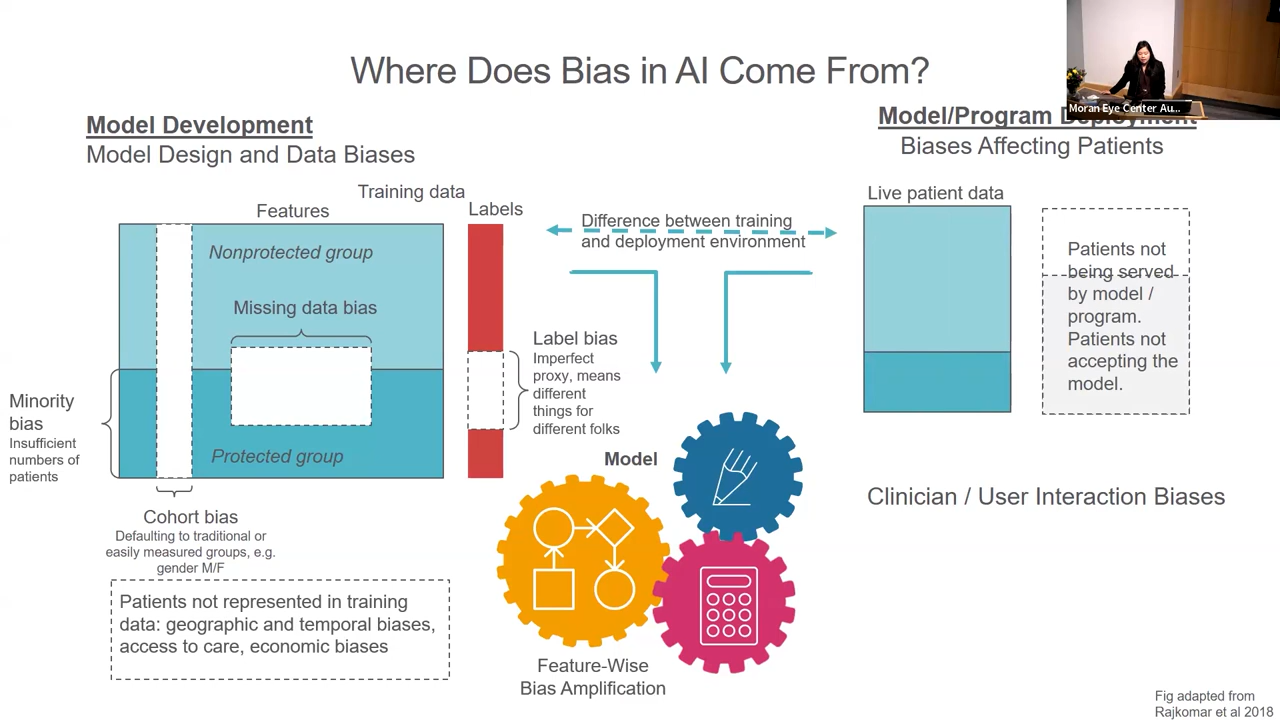 Where Does Bias in AI Come From?
Moran Eye Center Au...
Model Development
Model Design and Data Biases
Training data
Features
Labels
Nonprotected group
Missing data bias
Minority
bias
Insufficient
numbers of
patients
Protected group
Cohort bias
Defaulting to traditional or
easily measured groups, e.g.
gender M/F
Patients not represented in training
data: geographic and temporal biases,
access to care, economic biases
Label bias
Imperfect
proxy, means
different
things for
different folks
Difference between training
and deployment environment
Model
Feature-Wise
Bias Amplification
Model/Program Deployment
Biases Affecting Patients
Live patient data
Patients not
being served
by model /
program.
Patients not
accepting the
model.
Clinician / User Interaction Biases
Fig adapted from
Rajkomar et al 2018